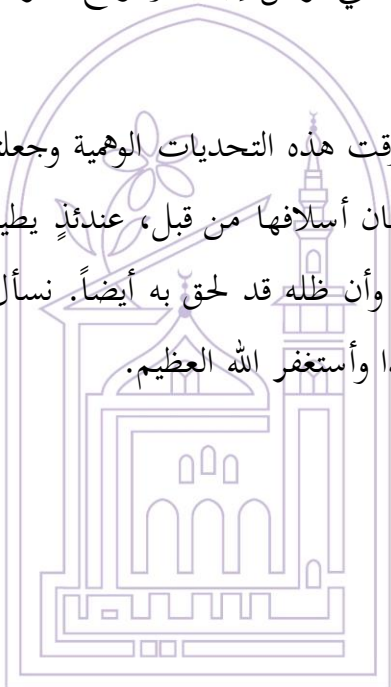 قت هذه التحديات الوهمية وجعلت
ان أسلافها من قبل، عندئذٍ يطي
وأن ظله قد لحق به أيضاً. نسأل
ا وأستغفر الله العظيم.